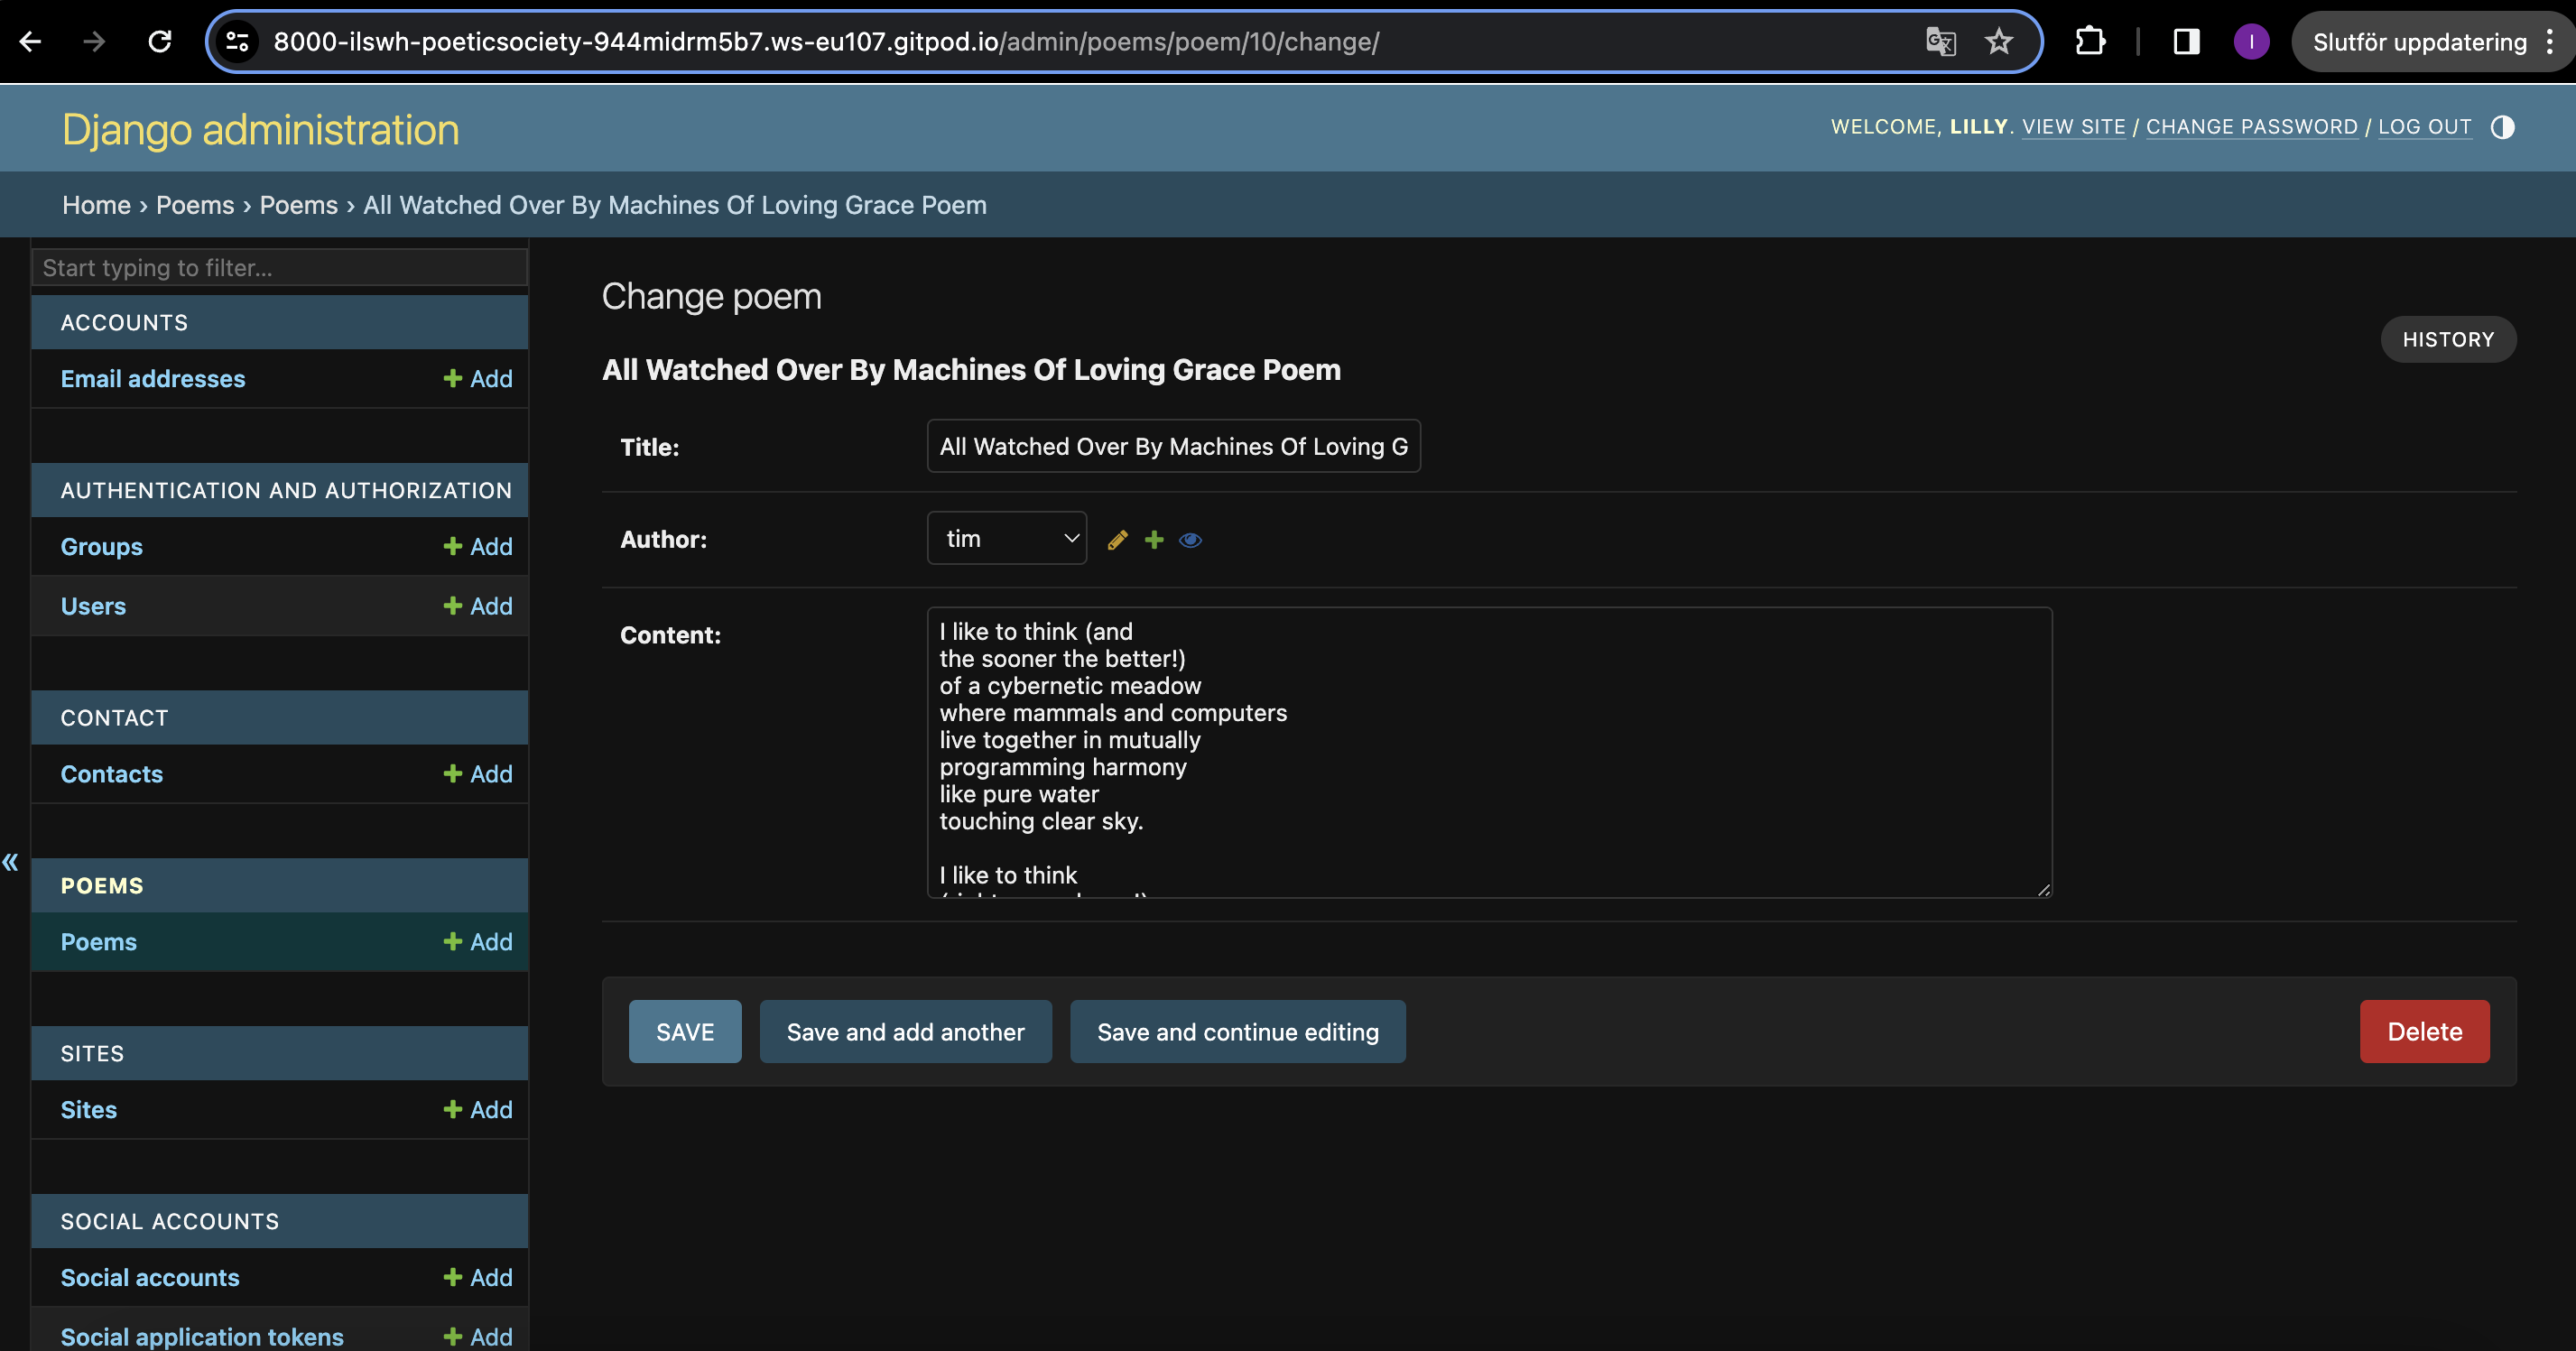 8000-ilswh-poeticsociety-944midrm5b7.ws-eu107.gitpod.io/admin/poems/poem/10/change/
I
Slutför uppdatering
Django administration
WELCOME, LILLY. VIEW SITE / CHANGE PASSWORD / LOG OUT
Home › Poems › Poems › All Watched Over By Machines Of Loving Grace Poem
Start typing to filter...
ACCOUNTS
Email addresses + Add
AUTHENTICATION AND AUTHORIZATION
Groups + Add
Users + Add
CONTACT
Contacts + Add
«
POEMS
Poems + Add
SITES
Sites + Add
SOCIAL ACCOUNTS
Social accounts + Add
Social application tokens + Add
Change poem
HISTORY
All Watched Over By Machines Of Loving Grace Poem
Title: All Watched Over By Machines Of Loving G
Author: tim
Content:
I like to think (and
the sooner the better!)
of a cybernetic meadow
where mammals and computers
live together in mutually
programming harmony
like pure water
touching clear sky.
I like to think
SAVE Save and add another Save and continue editing Delete